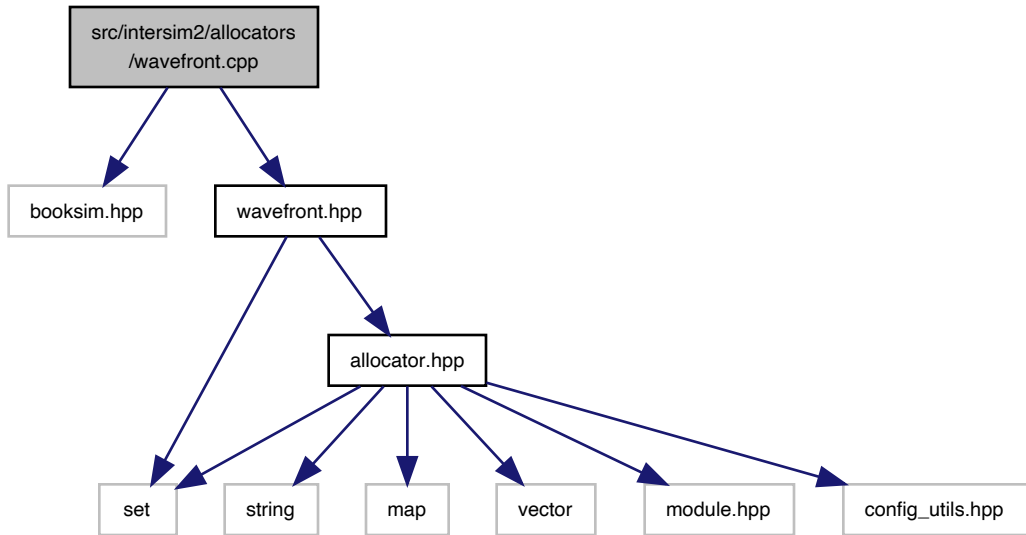 src/intersim2/allocators
/wavefront.cpp
booksim.hpp
wavefront.hpp
allocator.hpp
set
string
map
vector
module.hpp
config_utils.hpp